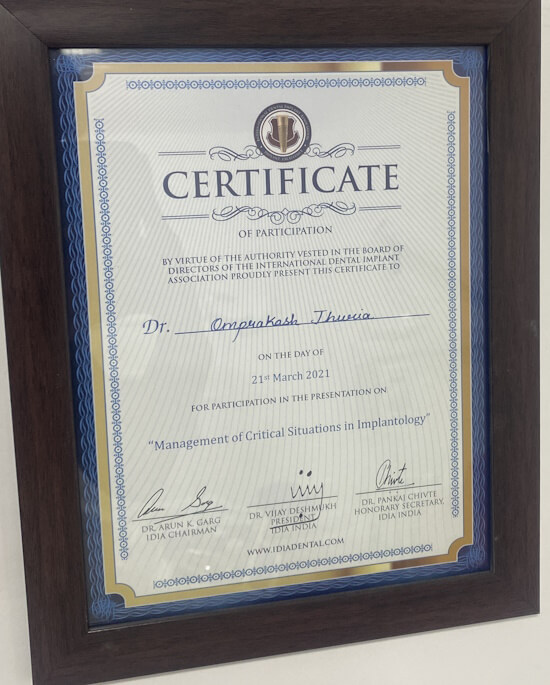 CERTIFICATE
OF PARTICIPATION
BY VIRTUE OF THE AUTHORITY VESTED IN THE BOARD OF
DIRECTORS OF THE INTERNATIONAL DENTAL IMPLANT
ASSOCIATION PROUDLY PRESENT THIS CERTIFICATE TO
Dr. Omprakash
ON THE DAY OF
21st March 2021
FOR PARTICIPATION IN THE PRESENTATION ON
“Management of Critical Situations in Implantology”
DR. ARUN K. GARG
IDIA CHAIRMAN
DR. VIJAY DESHMUKH
PRESIDENT
IDIA INDIA
Chivte
DR. PANKAJ CHIVTE
HONORARY SECRETARY,
IDIA INDIA
WWW.IDIADENTAL.COM